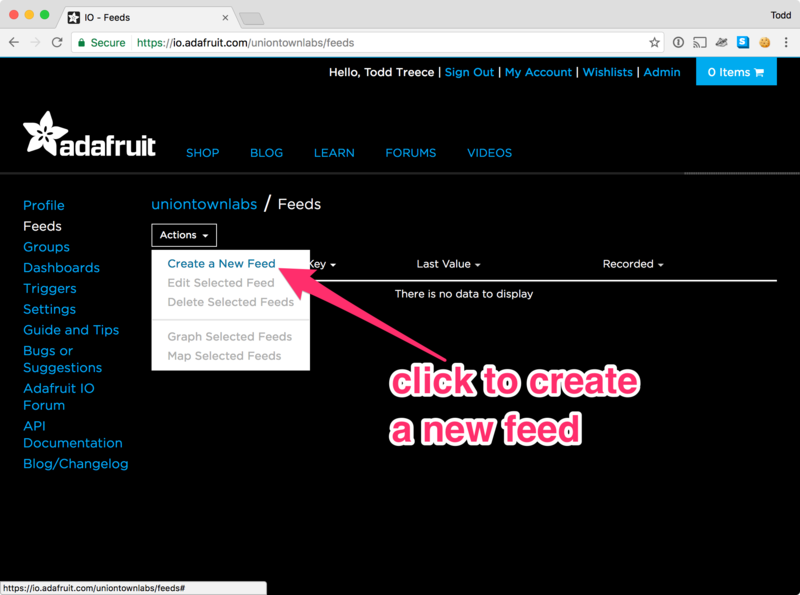 IO - Feeds
Todd
Secure https://io.adafruit.com/uniontownlabs/feeds
Hello, Todd Treece | Sign Out | My Account | Wishlists | Admin
0 Items
adafruit
SHOP BLOG LEARN FORUMS VIDEOS
Profile
Feeds
Groups
Dashboards
Triggers
Settings
Guide and Tips
Bugs or
Suggestions
Adafruit IO
Forum
API
Documentation
Blog/Changelog
uniontownlabs / Feeds
Actions
Create a New Feed
Edit Selected Feed
Delete Selected Feeds
Graph Selected Feeds
Map Selected Feeds
Key Last Value Recorded
There is no data to display
click to create
a new feed
https://io.adafruit.com/uniontownlabs/feeds#